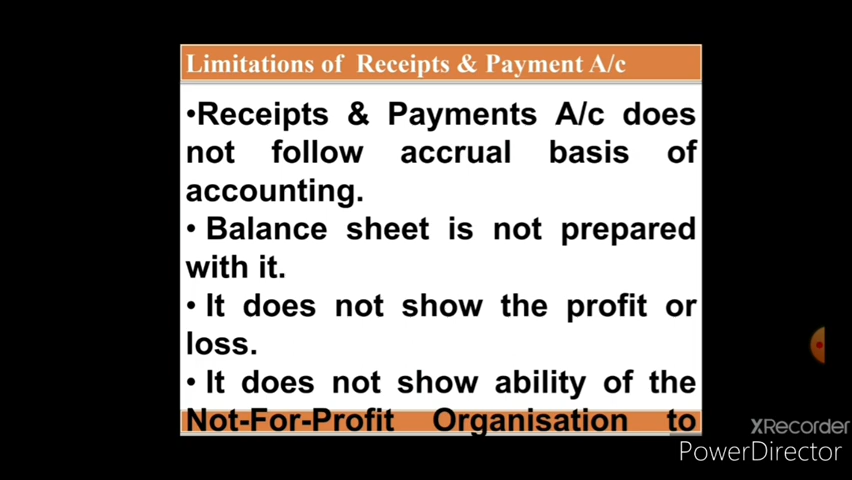 Limitations of Receipts & Payment A/c
•Receipts & Payments A/c does
not follow accrual basis of
accounting.
• Balance sheet is not prepared
with it.
• It does not show the profit or
loss.
• It does not show ability of the
Not-For-Profit Organisation to
XRecorder
PowerDirector